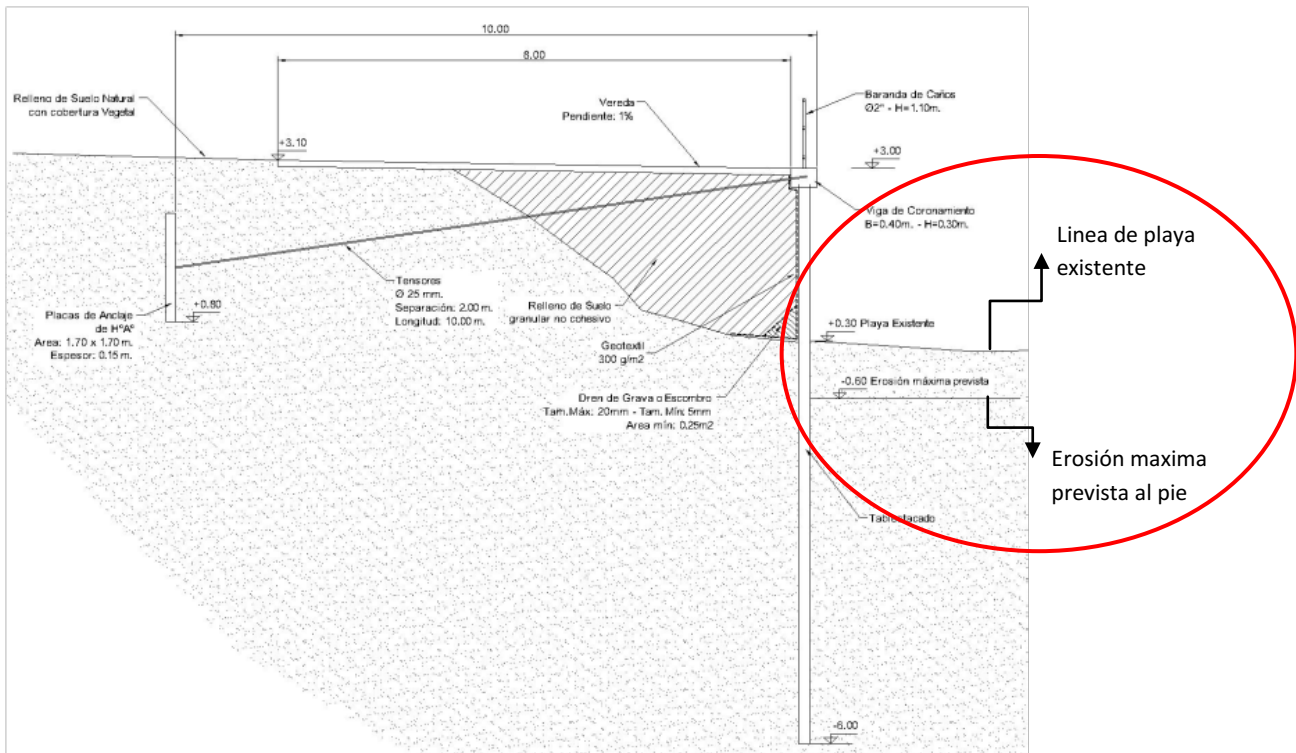 10.00
8.00
Relleno de Suelo Natural
con cobertura Vegetal
Vereda
Pendiente: 1%
Baranda de Caños
Ø2" - H=1.10m.
+3.10
+3.00
Viga de Coronamiento
B=0.40m. - H=0.30m.
Linea de playa
existente
Tensores
Ø 25 mm.
Separación: 2.00 m.
Longitud: 10.00 m.
+0.80
Placas de Anclaje
de HºAº
Area: 1.70 x 1.70 m.
Espesor: 0.15 m.
Relleno de Suelo
granular no cohesivo
+0.30 Playa Existente
Geotextil
300 g/m2
-0.60 Erosión máxima prevista
Dren de Grava o Escombro
Tam.Máx: 20mm - Tam. Mín: 5mm
Area mín: 0.25m2
Erosión maxima
prevista al pie
Tablestacado
-6.00